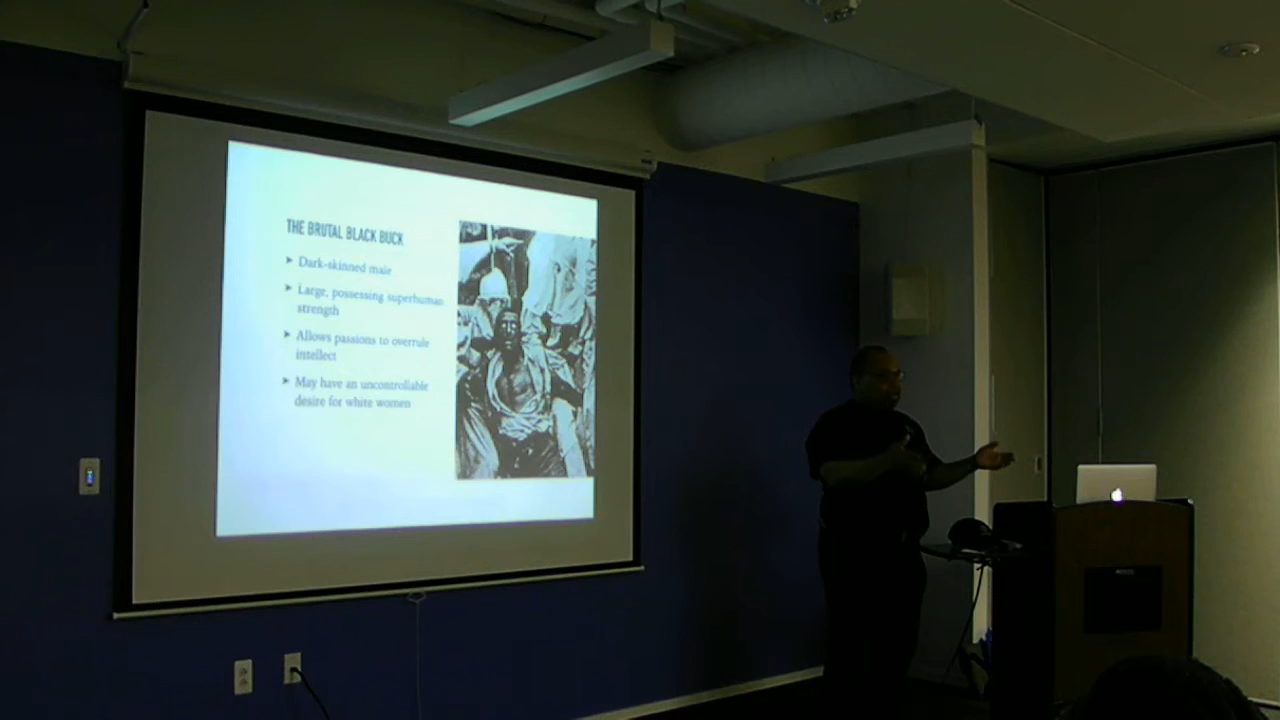 THE BRUTAL BLACK BUCK
➤ Dark-skinned male
➤ Large, possessing superhuman
strength
➤ Allows passions to overrule
intellect
➤ May have an uncontrollable
desire for white women